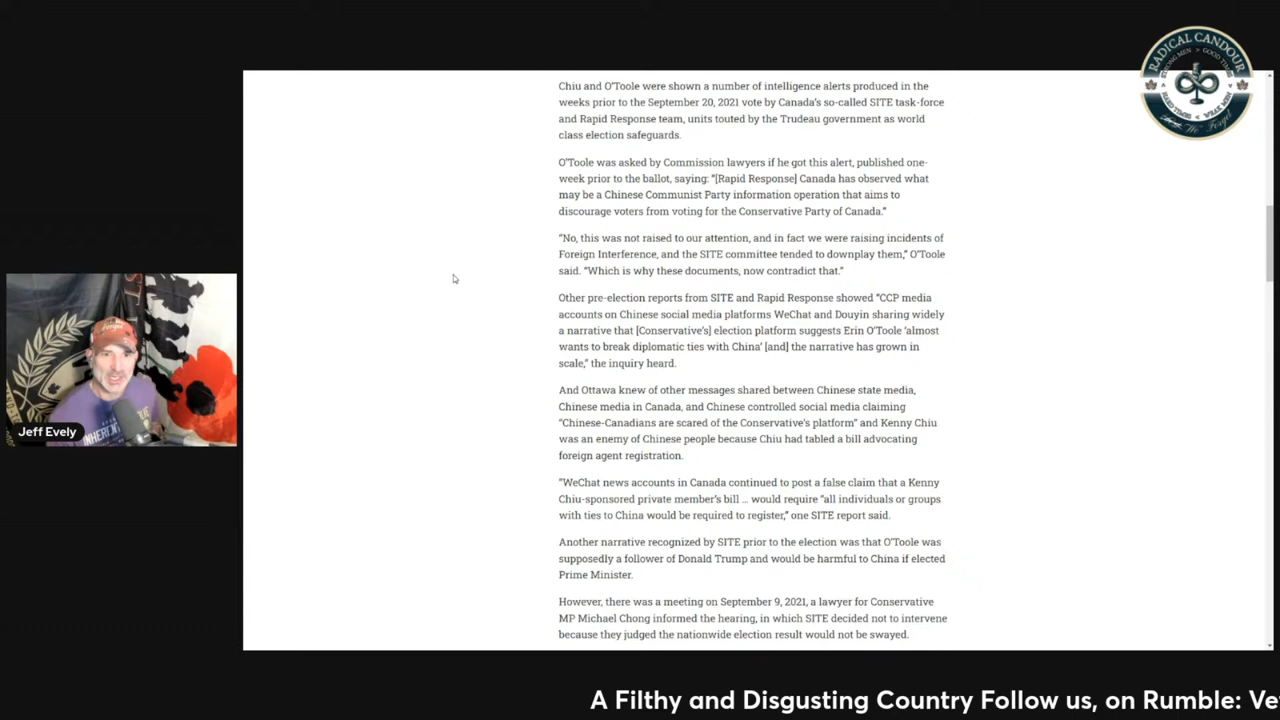 RADICAL CANDOUR
STRONG MEN > GOOD TIMES
HARD TIMES < WEAK MEN
Chiu and O'Toole were shown a number of intelligence alerts produced in the
weeks prior to the September 20, 2021 vote by Canada's so-called SITE task-force
and Rapid Response team, units touted by the Trudeau government as world
class election safeguards.
O'Toole was asked by Commission lawyers if he got this alert, published one-
week prior to the ballot, saying: “[Rapid Response] Canada has observed what
may be a Chinese Communist Party information operation that aims to
discourage voters from voting for the Conservative Party of Canada.”
“No, this was not raised to our attention, and in fact we were raising incidents of
Foreign Interference, and the SITE committee tended to downplay them,” O'Toole
said. “Which is why these documents, now contradict that.”
Other pre-election reports from SITE and Rapid Response showed “CCP media
accounts on Chinese social media platforms WeChat and Douyin sharing widely
a narrative that [Conservative's] election platform suggests Erin O'Toole ‘almost
wants to break diplomatic ties with China’ [and] the narrative has grown in
scale,” the inquiry heard.
And Ottawa knew of other messages shared between Chinese state media,
Chinese media in Canada, and Chinese controlled social media claiming
“Chinese-Canadians are scared of the Conservative's platform” and Kenny Chiu
was an enemy of Chinese people because Chiu had tabled a bill advocating
foreign agent registration.
“WeChat news accounts in Canada continued to post a false claim that a Kenny
Chiu-sponsored private member's bill … would require “all individuals or groups
with ties to China would be required to register,” one SITE report said.
Another narrative recognized by SITE prior to the election was that O'Toole was
supposedly a follower of Donald Trump and would be harmful to China if elected
Prime Minister.
However, there was a meeting on September 9, 2021, a lawyer for Conservative
MP Michael Chong informed the hearing, in which SITE decided not to intervene
because they judged the nationwide election result would not be swayed.
Jeff Evely
A Filthy and Disgusting Country Follow us, on Rumble: Ve